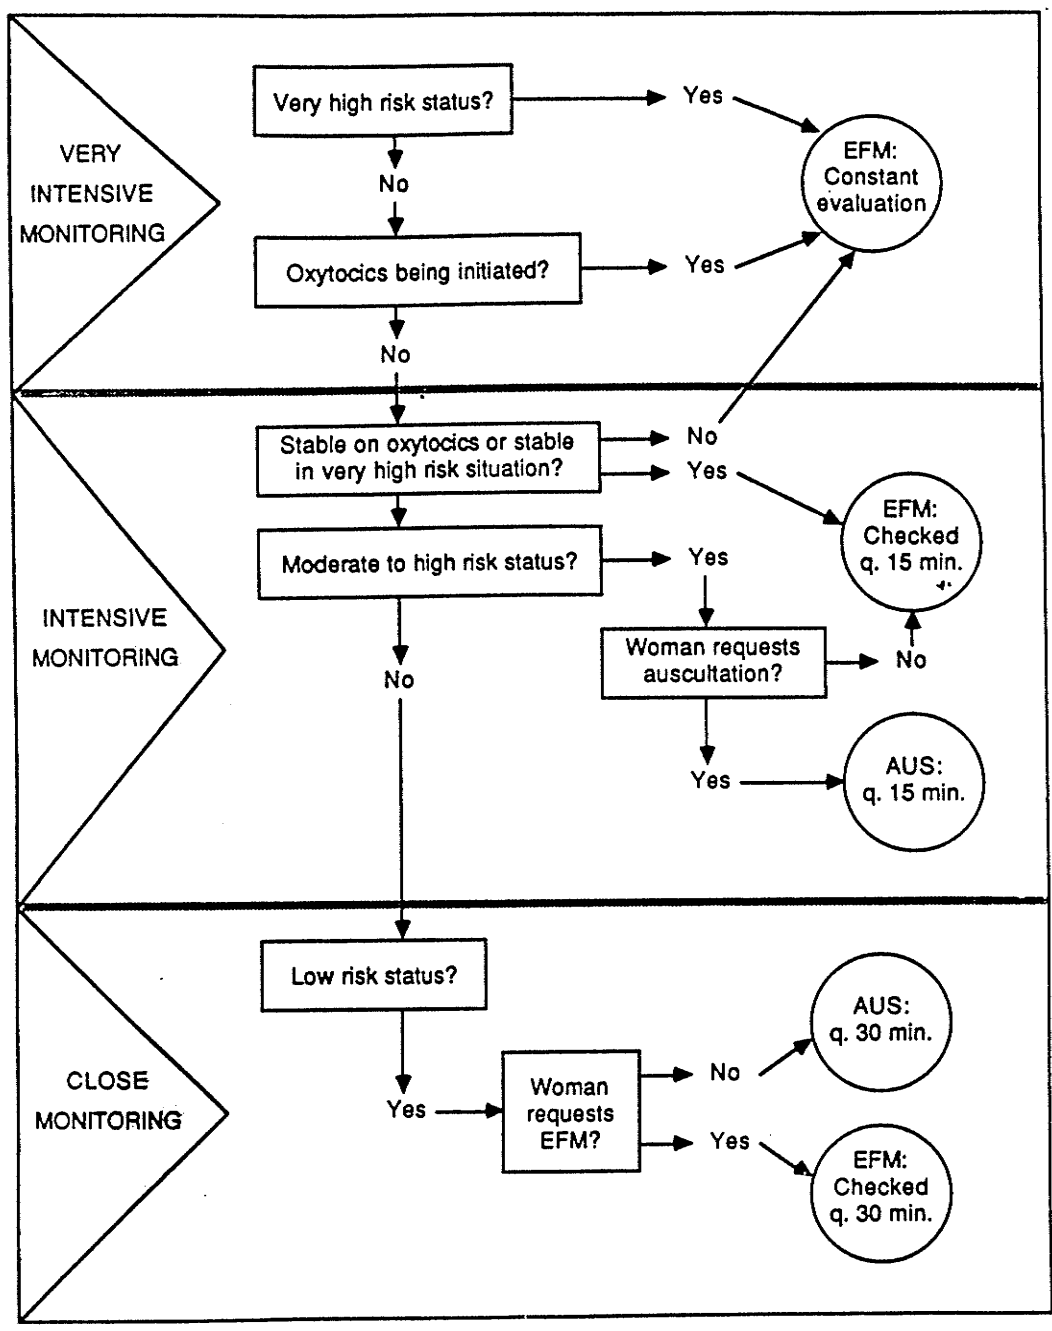 VERY
INTENSIVE
MONITORING
Very high risk status?
Yes
No
EFM:
Constant
evaluation
Oxytocics being initiated?
Yes
No
INTENSIVE
MONITORING
Stable on oxytocics or stable
in very high risk situation?
No
Yes
EFM:
Checked
q. 15 min.
Moderate to high risk status?
Yes
No
Woman requests
auscultation?
No
Yes
AUS:
q. 15 min.
CLOSE
MONITORING
Low risk status?
Yes
Woman
requests
EFM?
No
Yes
AUS:
q. 30 min.
EFM:
Checked
q. 30 min.